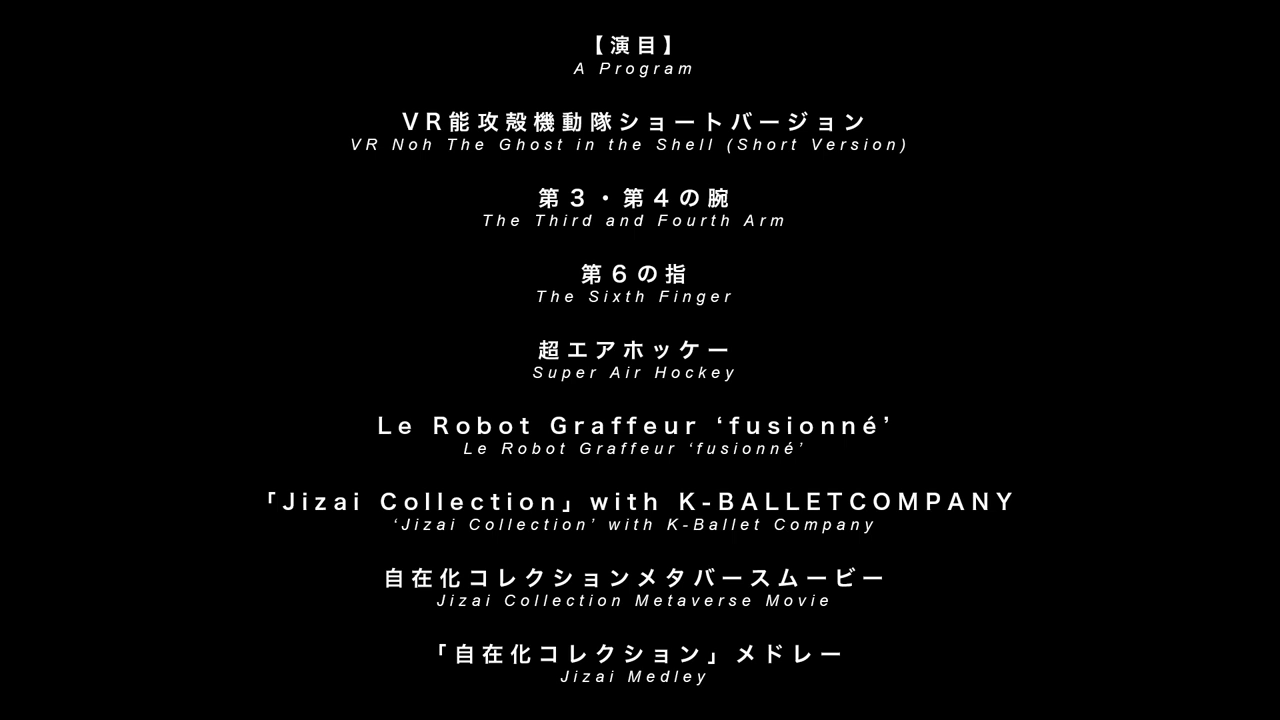 【演目】
A Program
VR能攻殻機動隊ショートバージョン
VR Noh The Ghost in the Shell (Short Version)
第３・第４の腕
The Third and Fourth Arm
第６の指
The Sixth Finger
超エアホッケー
Super Air Hockey
Le Robot Graffeur ‘fusionné’
Le Robot Graffeur ‘fusionné’
「Jizai Collection」with K-BALLETCOMPANY
‘Jizai Collection’ with K-Ballet Company
自在化コレクションメタバースムービー
Jizai Collection Metaverse Movie
「自在化コレクション」メドレー
Jizai Medley